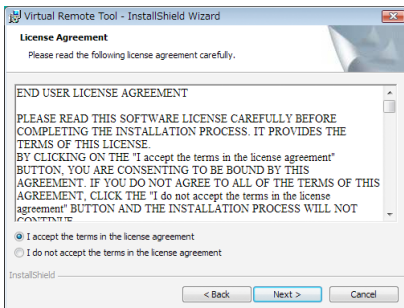 Virtual Remote Tool - InstallShield Wizard
License Agreement
Please read the following license agreement carefully.
END USER LICENSE AGREEMENT
PLEASE READ THIS SOFTWARE LICENSE CAREFULLY BEFORE
COMPLETING THE INSTALLATION PROCESS. IT PROVIDES THE
TERMS OF THIS LICENSE.
BY CLICKING ON THE "I accept the terms in the license agreement"
BUTTON, YOU ARE CONSENTING TO BE BOUND BY THIS
AGREEMENT. IF YOU DO NOT AGREE TO ALL OF THE TERMS OF THIS
AGREEMENT, CLICK THE "I do not accept the terms in the license
agreement" BUTTON AND THE INSTALLATION PROCESS WILL NOT
CONTINUE
I accept the terms in the license agreement
I do not accept the terms in the license agreement
InstallShield
< Back
Next >
Cancel